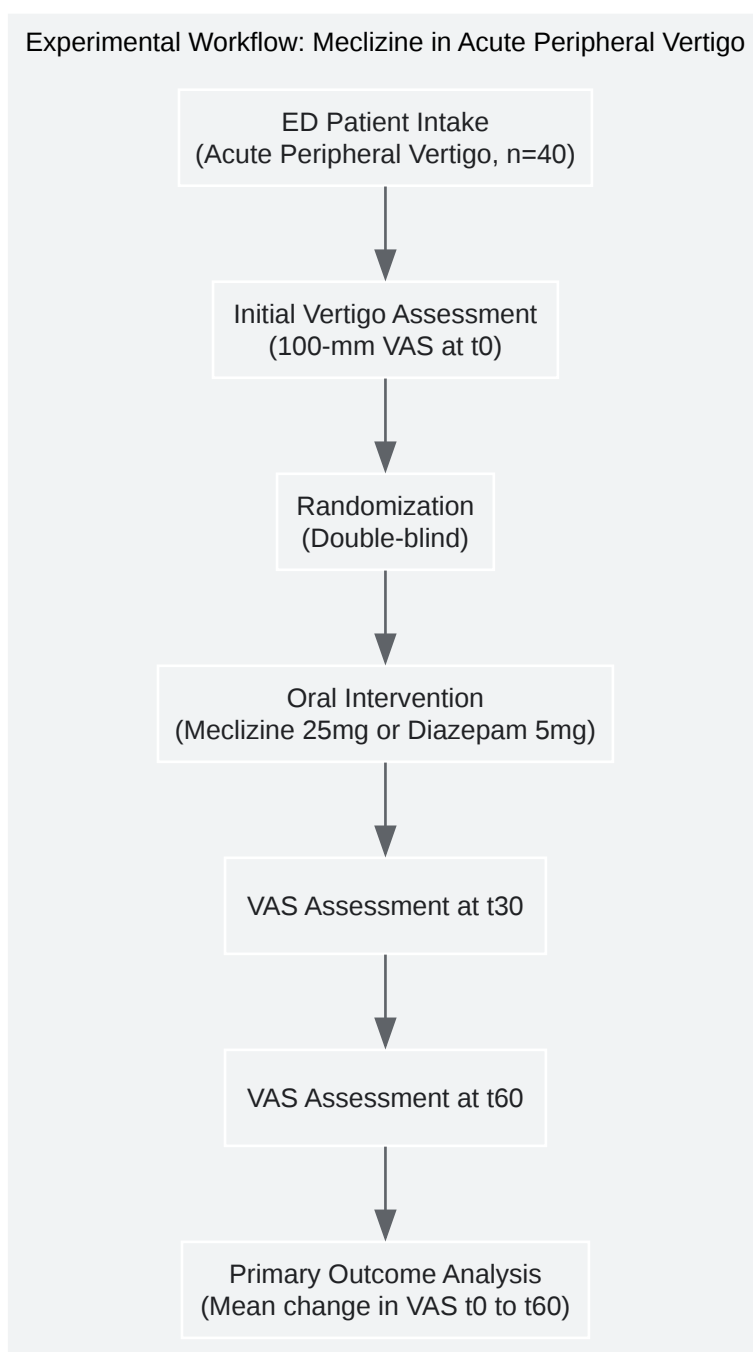 Experimental Workflow: Meclizine in Acute Peripheral Vertigo
ED Patient Intake
(Acute Peripheral Vertigo, n=40)
Initial Vertigo Assessment
(100-mm VAS at t0)
Randomization
(Double-blind)
Oral Intervention
(Meclizine 25mg or Diazepam 5mg)
VAS Assessment at t30
VAS Assessment at t60
Primary Outcome Analysis
(Mean change in VAS t0 to t60)